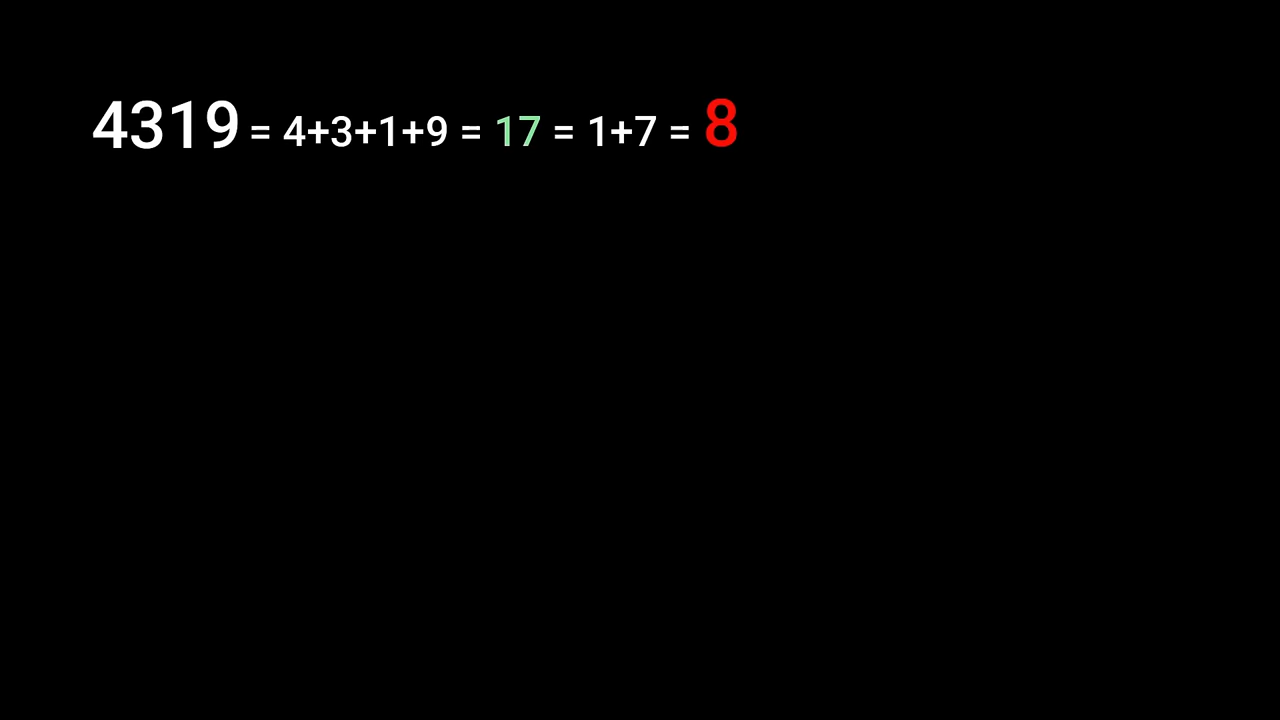 4319 = 4+3+1+9 = 17 = 1+7 = 8